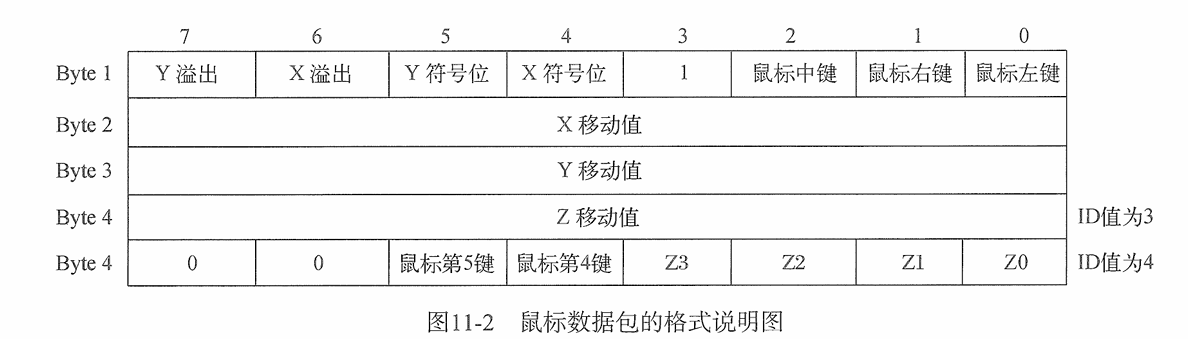 7 6 5 4 3 2 1 0
Byte 1 Y 溢出 X 溢出 Y 符号位 X 符号位 1 鼠标中键 鼠标右键 鼠标左键
Byte 2 X 移动值
Byte 3 Y 移动值
Byte 4 Z 移动值 ID值为3
Byte 4 0 0 鼠标第5键 鼠标第4键 Z3 Z2 Z1 Z0 ID值为4
图11-2 鼠标数据包的格式说明图